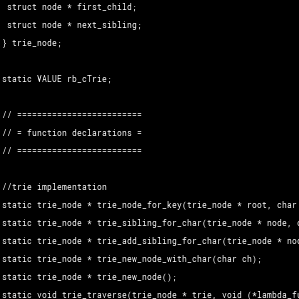 struct node * first_child;
struct node * next_sibling;
} trie_node;
static VALUE rb_cTrie;
// =========================
// = function declarations =
// =========================
//trie implementation
static trie_node * trie_node_for_key(trie_node * root, char
static trie_node * trie_sibling_for_char(trie_node * node,
static trie_node * trie_add_sibling_for_char(trie_node *
static trie_node * trie_new_node_with_char(char ch);
static trie_node * trie_new_node();
static void trie_traverse(trie_node * trie, void (*lambda_